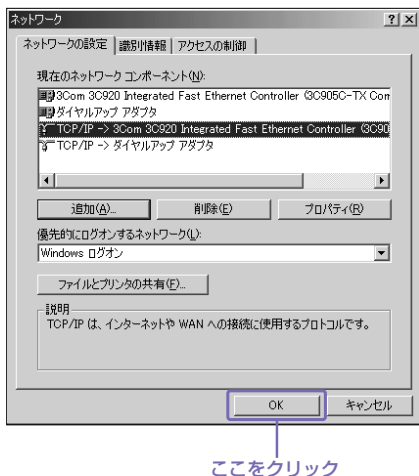 ネットワーク
ネットワークの設定 識別情報 アクセスの制御
現在のネットワーク コンポーネント(N):
3Com 3C920 Integrated Fast Ethernet Controller (3C905C-TX Com
ダイヤルアップ アダプタ
TCP/IP -> 3Com 3C920 Integrated Fast Ethernet Controller (3C90
TCP/IP -> ダイヤルアップ アダプタ
追加(A)... 削除(E) プロパティ(R)
優先的にログオンするネットワーク(L):
Windows ログオン
ファイルとプリンタの共有(F)...
説明
TCP/IP は、インターネットや WAN への接続に使用するプロトコルです。
OK キャンセル
ここをクリック